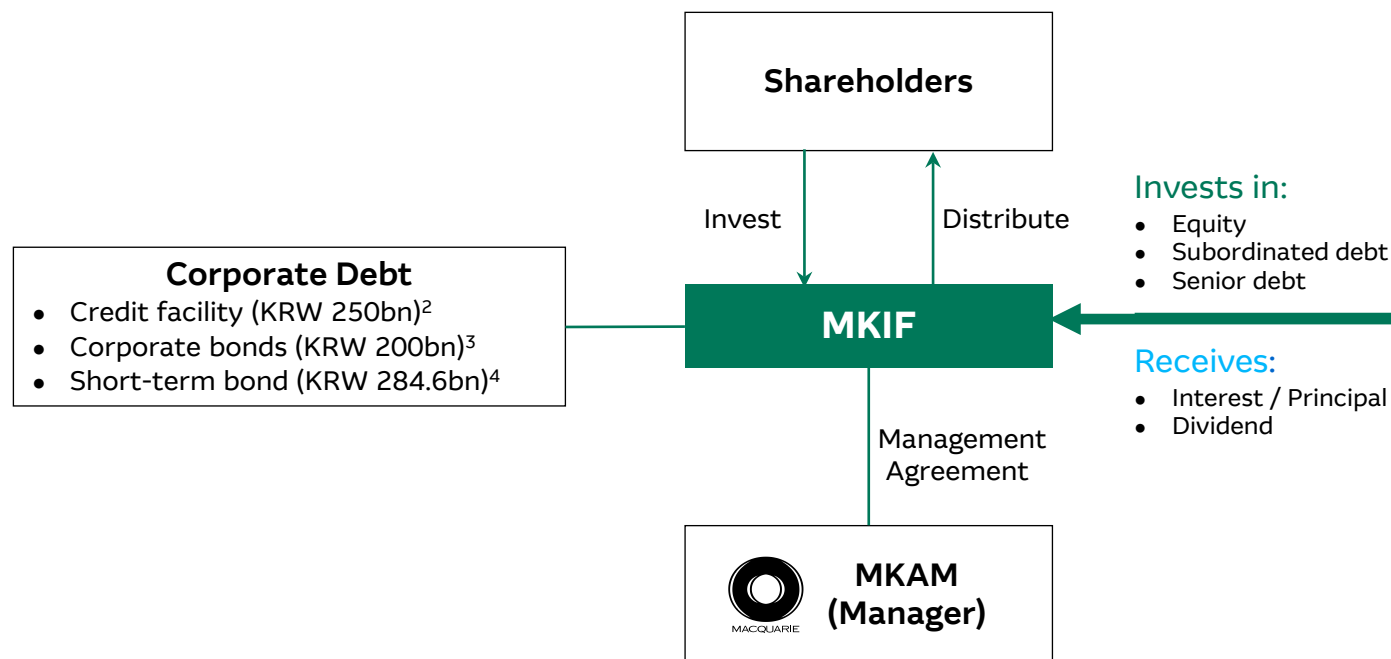 Shareholders
Invest
Distribute
Invests in:
• Equity
• Subordinated debt
• Senior debt
Corporate Debt
• Credit facility (KRW 250bn)2
• Corporate bonds (KRW 200bn)3
• Short-term bond (KRW 284.6bn)4
MKIF
Receives:
• Interest / Principal
• Dividend
Management
Agreement
MACQUARIE
MKAM
(Manager)